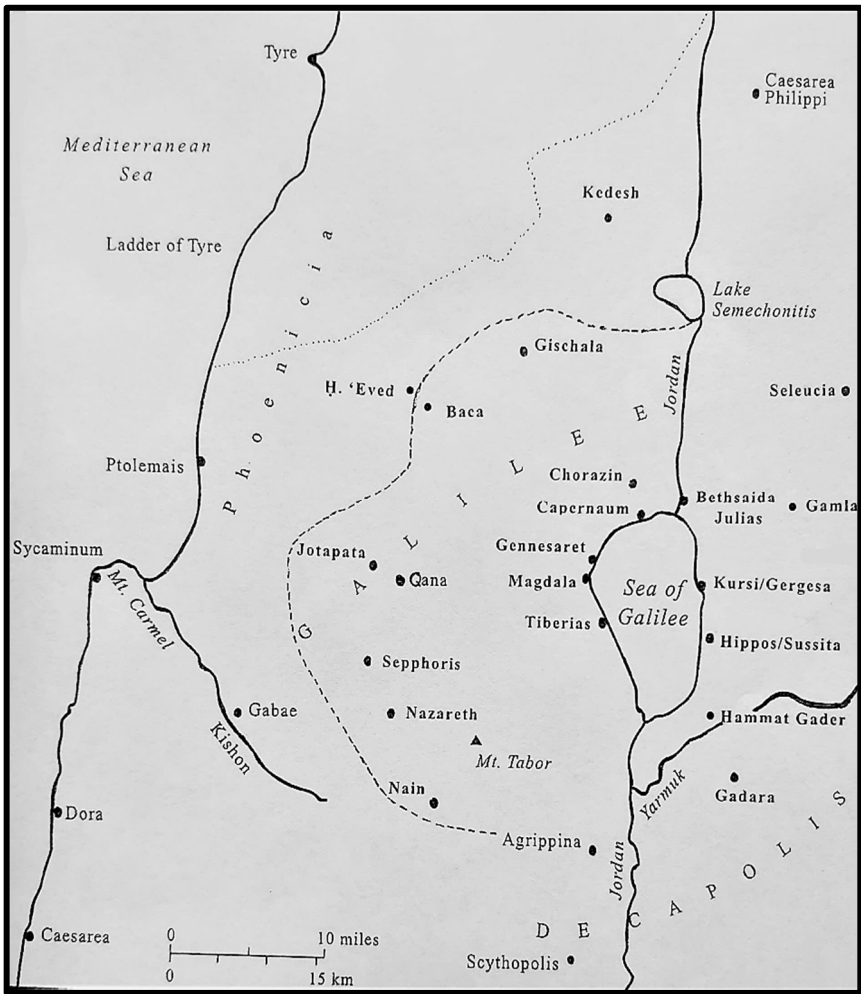 Tyre
Caesarea
Philippi
Mediterranean
Sea
Kedesh
Ladder of Tyre
Phoenicia
Lake
Semechonitis
Gischala
Jordan
Ḥ. ‘Eved
Baca
Seleucia
GALILEE
Ptolemais
Chorazin
Capernaum
Bethsaida
Julias
Gamla
Sycaminum
Mt. Carmel
Jotapata
Qana
Gennesaret
Magdala
Tiberias
Sea of
Galilee
Kursi/Gergesa
Hippos/Sussita
Sepphoris
Nazareth
Gabae
Kishon
Mt. Tabor
Hammat Gader
Yarmuk
Gadara
Nain
Dora
Agrippina
Jordan
DECAPOLIS
Caesarea
0 10 miles
0 15 km
Scythopolis